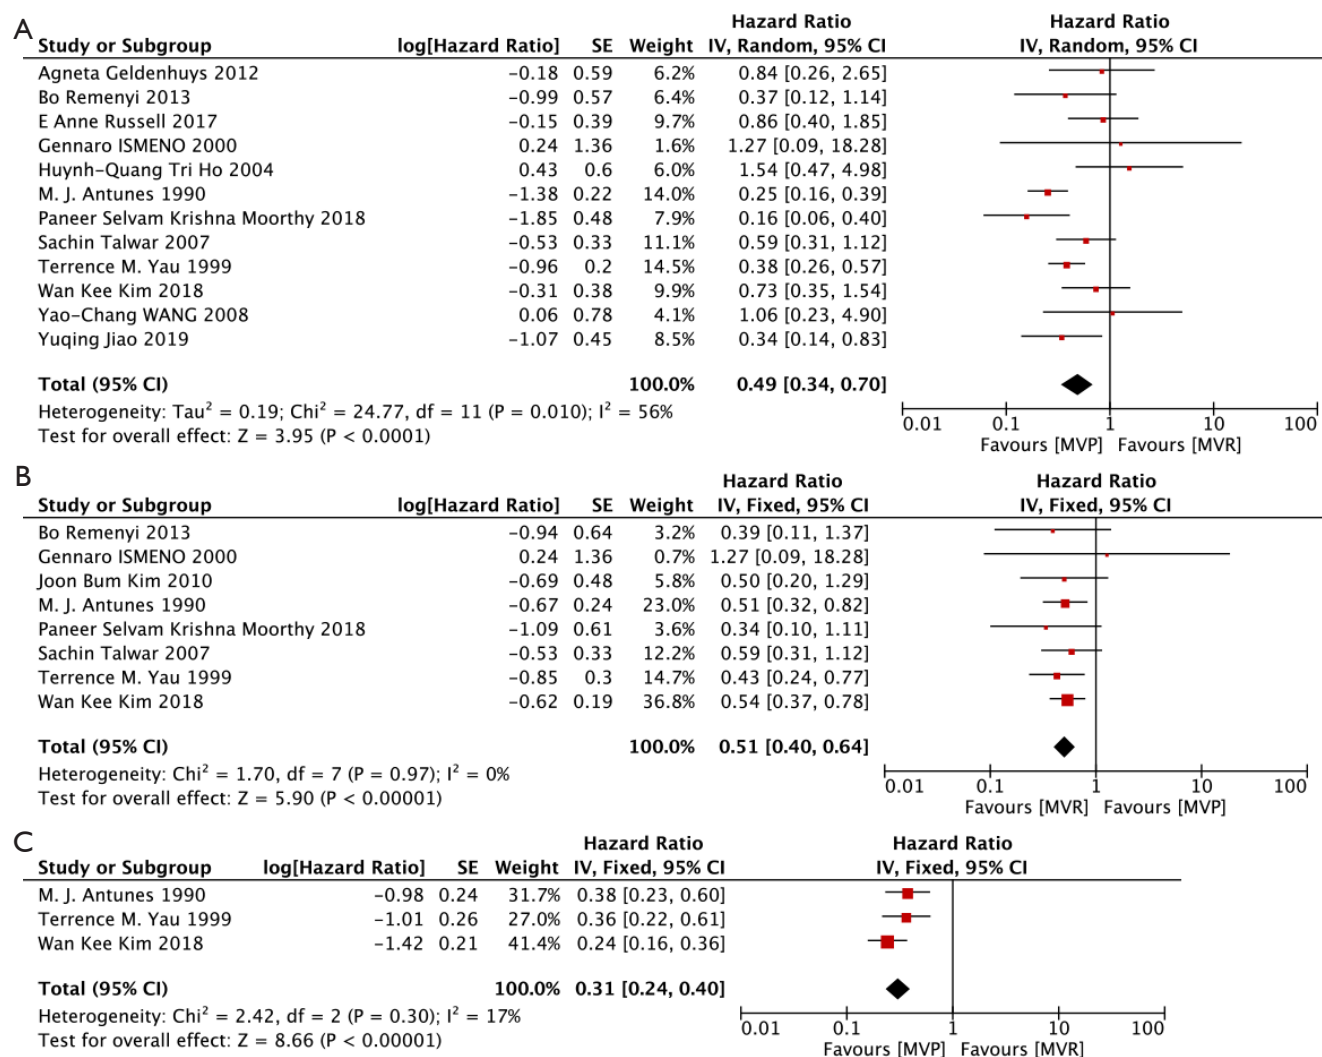 A
Hazard Ratio Hazard Ratio
Study or Subgroup log[Hazard Ratio] SE Weight IV, Random, 95% CI IV, Random, 95% CI
Agneta Geldenhuys 2012 −0.18 0.59 6.2% 0.84 [0.26, 2.65]
Bo Remenyi 2013 −0.99 0.57 6.4% 0.37 [0.12, 1.14]
E Anne Russell 2017 −0.15 0.39 9.7% 0.86 [0.40, 1.85]
Gennaro ISMENO 2000 0.24 1.36 1.6% 1.27 [0.09, 18.28]
Huynh−Quang Tri Ho 2004 0.43 0.6 6.0% 1.54 [0.47, 4.98]
M. J. Antunes 1990 −1.38 0.22 14.0% 0.25 [0.16, 0.39]
Paneer Selvam Krishna Moorthy 2018 −1.85 0.48 7.9% 0.16 [0.06, 0.40]
Sachin Talwar 2007 −0.53 0.33 11.1% 0.59 [0.31, 1.12]
Terrence M. Yau 1999 −0.96 0.2 14.5% 0.38 [0.26, 0.57]
Wan Kee Kim 2018 −0.31 0.38 9.9% 0.73 [0.35, 1.54]
Yao−Chang WANG 2008 0.06 0.78 4.1% 1.06 [0.23, 4.90]
Yuqing Jiao 2019 −1.07 0.45 8.5% 0.34 [0.14, 0.83]
Total (95% CI) 100.0% 0.49 [0.34, 0.70]
Heterogeneity: Tau² = 0.19; Chi² = 24.77, df = 11 (P = 0.010); I² = 56%
Test for overall effect: Z = 3.95 (P < 0.0001)
0.01 0.1 1 10 100
Favours [MVP] Favours [MVR]
B
Hazard Ratio Hazard Ratio
Study or Subgroup log[Hazard Ratio] SE Weight IV, Fixed, 95% CI IV, Fixed, 95% CI
Bo Remenyi 2013 −0.94 0.64 3.2% 0.39 [0.11, 1.37]
Gennaro ISMENO 2000 0.24 1.36 0.7% 1.27 [0.09, 18.28]
Joon Bum Kim 2010 −0.69 0.48 5.8% 0.50 [0.20, 1.29]
M. J. Antunes 1990 −0.67 0.24 23.0% 0.51 [0.32, 0.82]
Paneer Selvam Krishna Moorthy 2018 −1.09 0.61 3.6% 0.34 [0.10, 1.11]
Sachin Talwar 2007 −0.53 0.33 12.2% 0.59 [0.31, 1.12]
Terrence M. Yau 1999 −0.85 0.3 14.7% 0.43 [0.24, 0.77]
Wan Kee Kim 2018 −0.62 0.19 36.8% 0.54 [0.37, 0.78]
Total (95% CI) 100.0% 0.51 [0.40, 0.64]
Heterogeneity: Chi² = 1.70, df = 7 (P = 0.97); I² = 0%
Test for overall effect: Z = 5.90 (P < 0.00001)
0.01 0.1 1 10 100
Favours [MVR] Favours [MVP]
C
Hazard Ratio Hazard Ratio
Study or Subgroup log[Hazard Ratio] SE Weight IV, Fixed, 95% CI IV, Fixed, 95% CI
M. J. Antunes 1990 −0.98 0.24 31.7% 0.38 [0.23, 0.60]
Terrence M. Yau 1999 −1.01 0.26 27.0% 0.36 [0.22, 0.61]
Wan Kee Kim 2018 −1.42 0.21 41.4% 0.24 [0.16, 0.36]
Total (95% CI) 100.0% 0.31 [0.24, 0.40]
Heterogeneity: Chi² = 2.42, df = 2 (P = 0.30); I² = 17%
Test for overall effect: Z = 8.66 (P < 0.00001)
0.01 0.1 1 10 100
Favours [MVP] Favours [MVR]